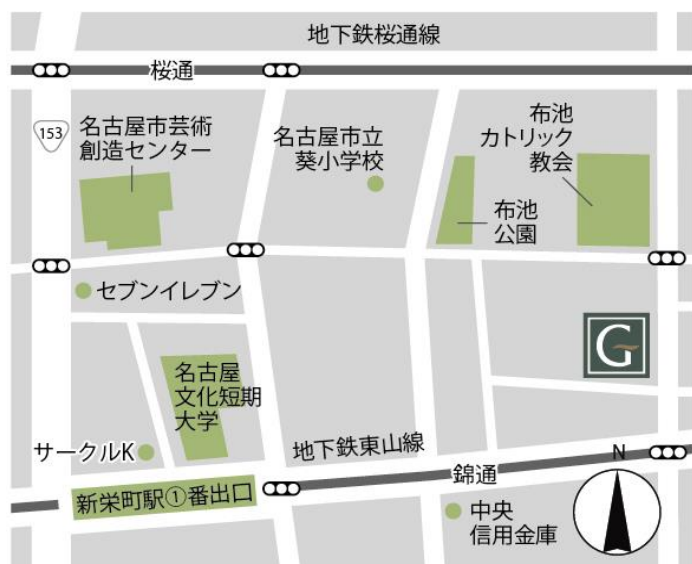 地下鉄桜通線
桜通
153
名古屋市芸術
創造センター
名古屋市立
葵小学校
布池
カトリック
教会
布池
公園
セブンイレブン
G
名古屋
文化短期
大学
サークルK
地下鉄東山線
錦通
N
新栄町駅①番出口
中央
信用金庫